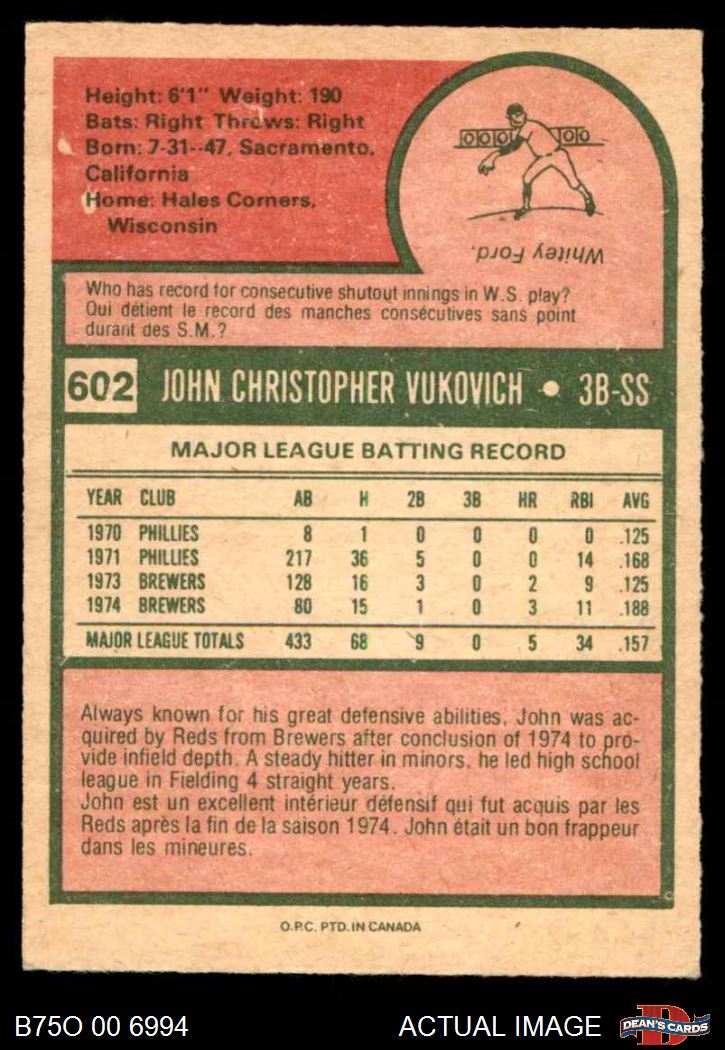 Height: 6'1" Weight: 190
Bats: Right Throws: Right
Born: 7-31--47, Sacramento,
California
Home: Hales Corners,
Wisconsin
Whitey Ford.
Who has record for consecutive shutout innings in W.S. play?
Qui détient le record des manches consécutives sans point
durant des S.M.?
602 JOHN CHRISTOPHER VUKOVICH • 3B-SS
MAJOR LEAGUE BATTING RECORD
YEAR CLUB AB H 2B 3B HR RBI AVG
1970 PHILLIES 8 1 0 0 0 0 .125
1971 PHILLIES 217 36 5 0 0 14 .168
1973 BREWERS 128 16 3 0 2 9 .125
1974 BREWERS 80 15 1 0 3 11 .188
MAJOR LEAGUE TOTALS 433 68 9 0 5 34 .157
Always known for his great defensive abilities, John was ac-
quired by Reds from Brewers after conclusion of 1974 to pro-
vide infield depth. A steady hitter in minors, he led high school
league in Fielding 4 straight years.
John est un excellent intérieur défensif qui fut acquis par les
Reds après la fin de la saison 1974. John était un bon frappeur
dans les mineures.
O.P.C. PTD. IN CANADA
B75O 00 6994 ACTUAL IMAGE DEAN'S CARDS